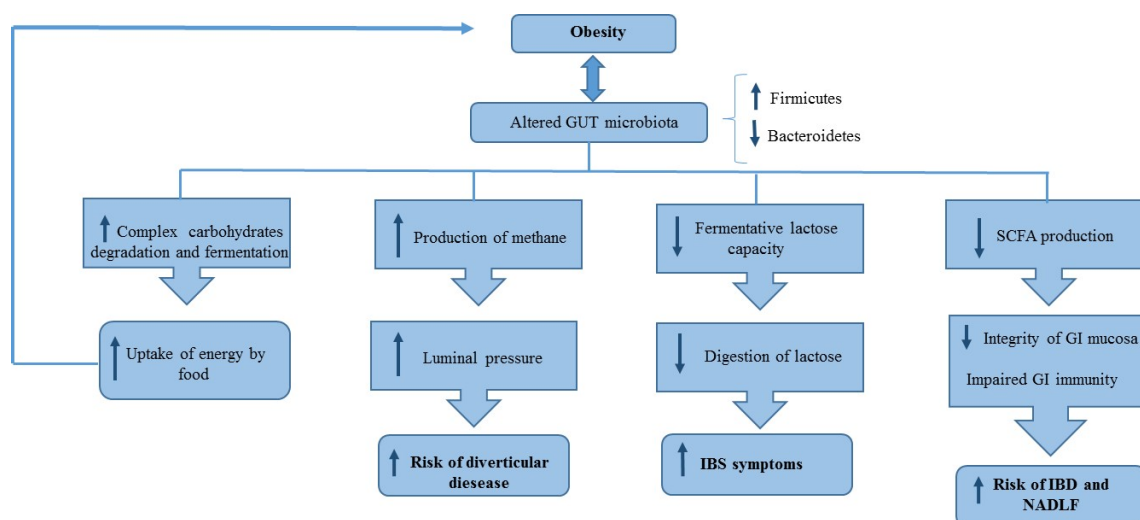 Obesity
Altered GUT microbiota
Firmicutes
Bacteroidetes
Complex carbohydrates
degradation and fermentation
Production of methane
Fermentative lactose
capacity
SCFA production
Uptake of energy by
food
Luminal pressure
Digestion of lactose
Integrity of GI mucosa
Impaired GI immunity
Risk of diverticular
diesease
IBS symptoms
Risk of IBD and
NADLF